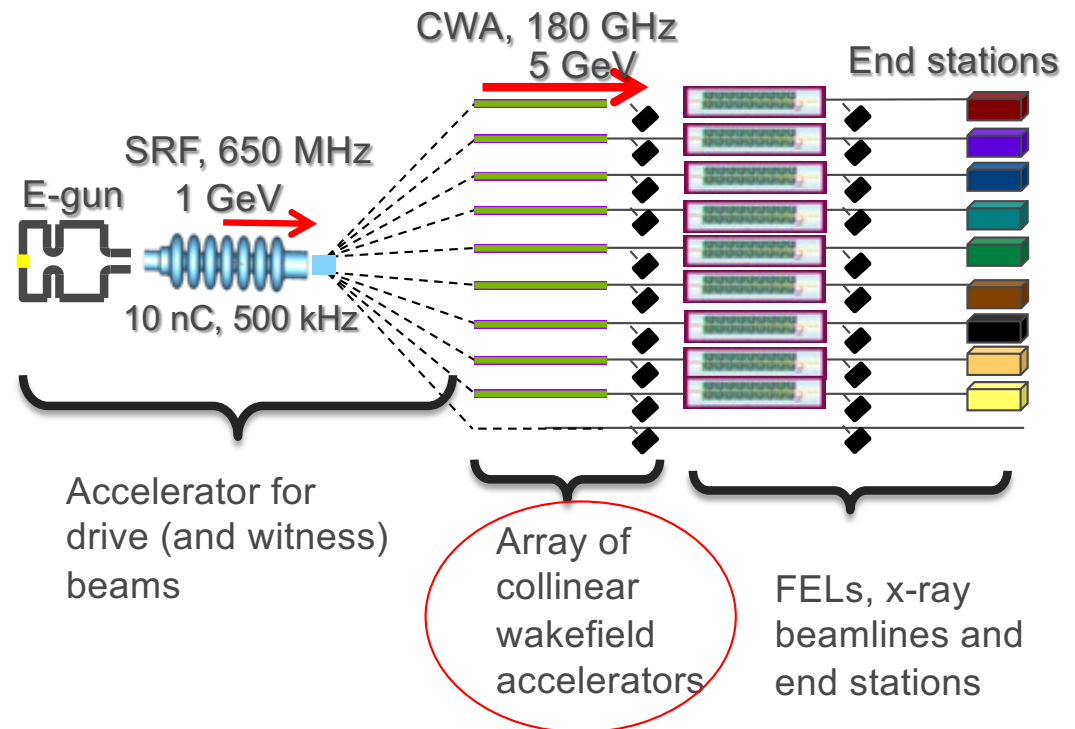 CWA, 180 GHz
5 GeV
End stations
SRF, 650 MHz
1 GeV
E-gun
10 nC, 500 kHz
Accelerator for
drive (and witness)
beams
Array of
collinear
wakefield
accelerators
FELs, x-ray
beamlines and
end stations